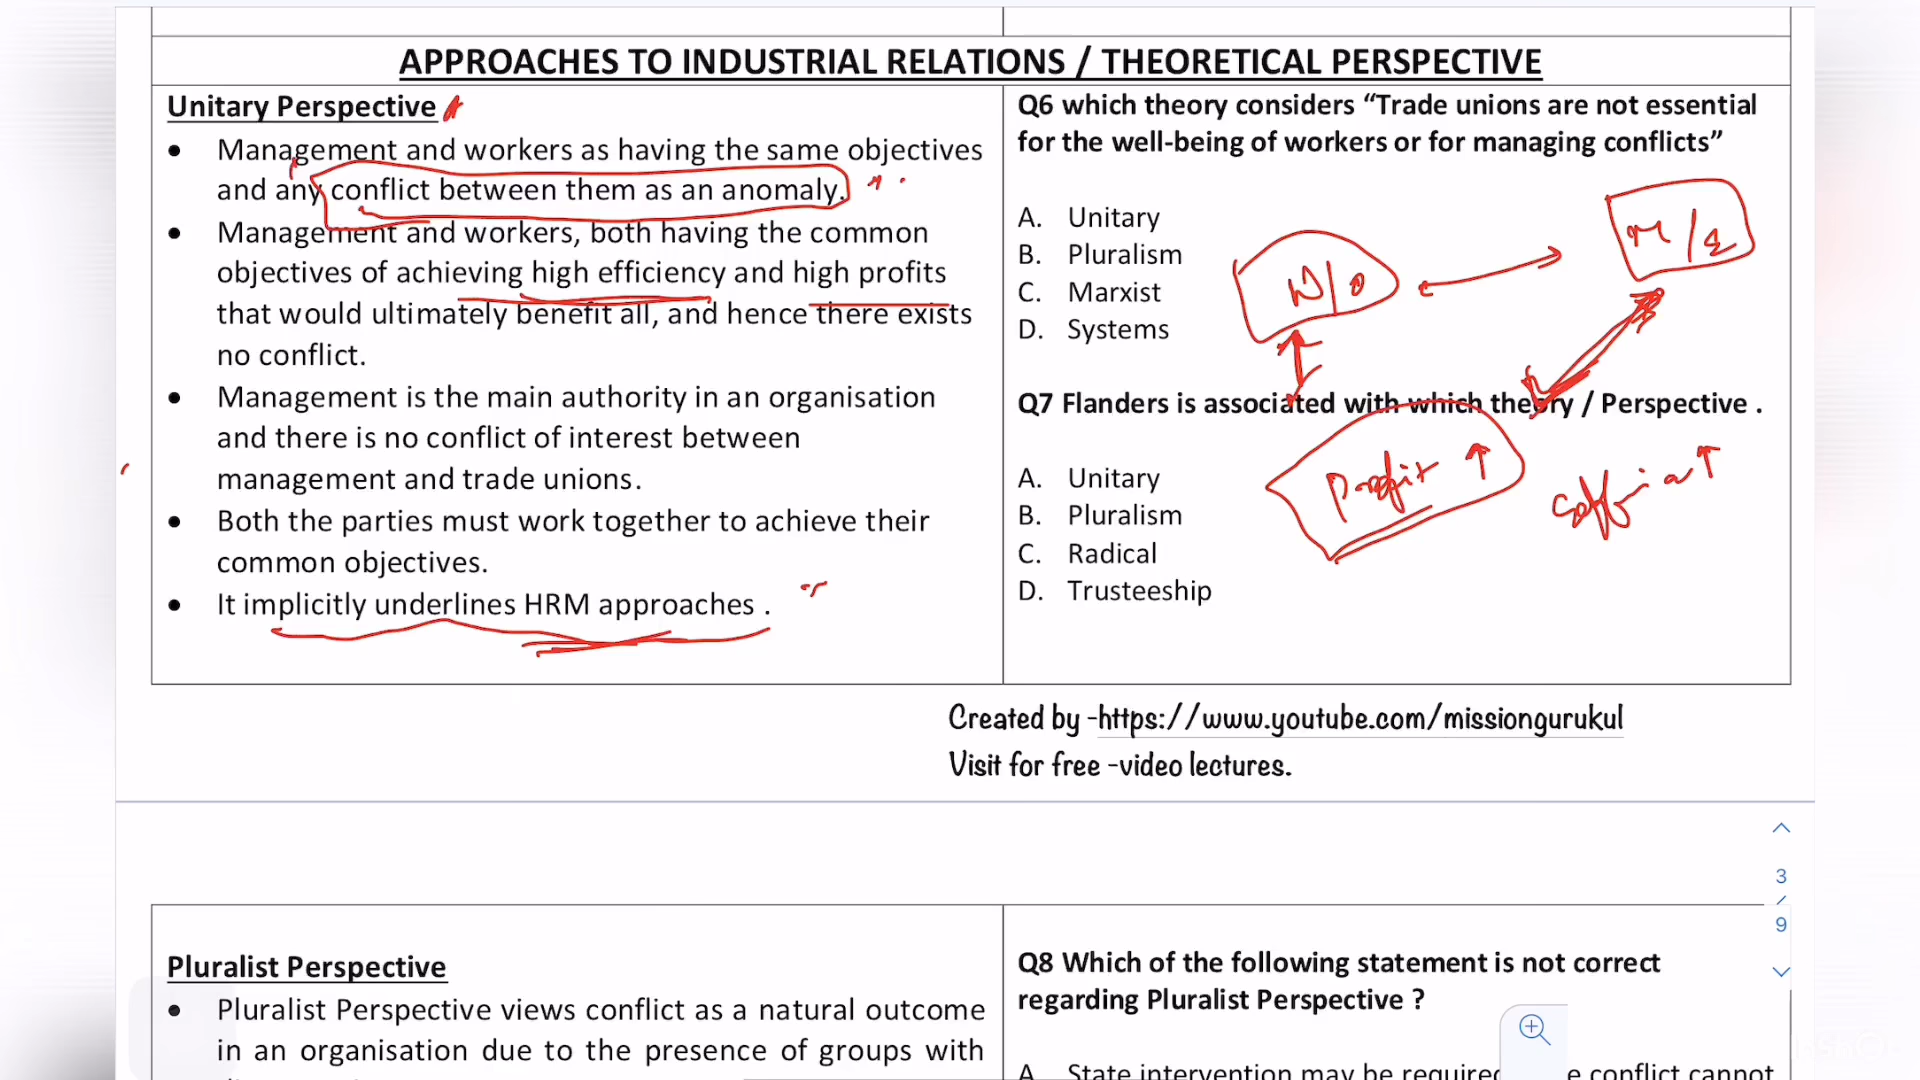 APPROACHES TO INDUSTRIAL RELATIONS / THEORETICAL PERSPECTIVE
Unitary Perspective
• Management and workers as having the same objectives
and any conflict between them as an anomaly.
• Management and workers, both having the common
objectives of achieving high efficiency and high profits
that would ultimately benefit all, and hence there exists
no conflict.
• Management is the main authority in an organisation
and there is no conflict of interest between
management and trade unions.
• Both the parties must work together to achieve their
common objectives.
• It implicitly underlines HRM approaches .
Q6 which theory considers “Trade unions are not essential
for the well-being of workers or for managing conflicts”
A. Unitary
B. Pluralism
C. Marxist
D. Systems
Q7 Flanders is associated with which theory / Perspective .
A. Unitary
B. Pluralism
C. Radical
D. Trusteeship
Profit
Created by -https://www.youtube.com/missiongurukul
Visit for free -video lectures.
3
9
Pluralist Perspective
• Pluralist Perspective views conflict as a natural outcome
in an organisation due to the presence of groups with
Q8 Which of the following statement is not correct
regarding Pluralist Perspective ?
A. State intervention may be required conflict cannot